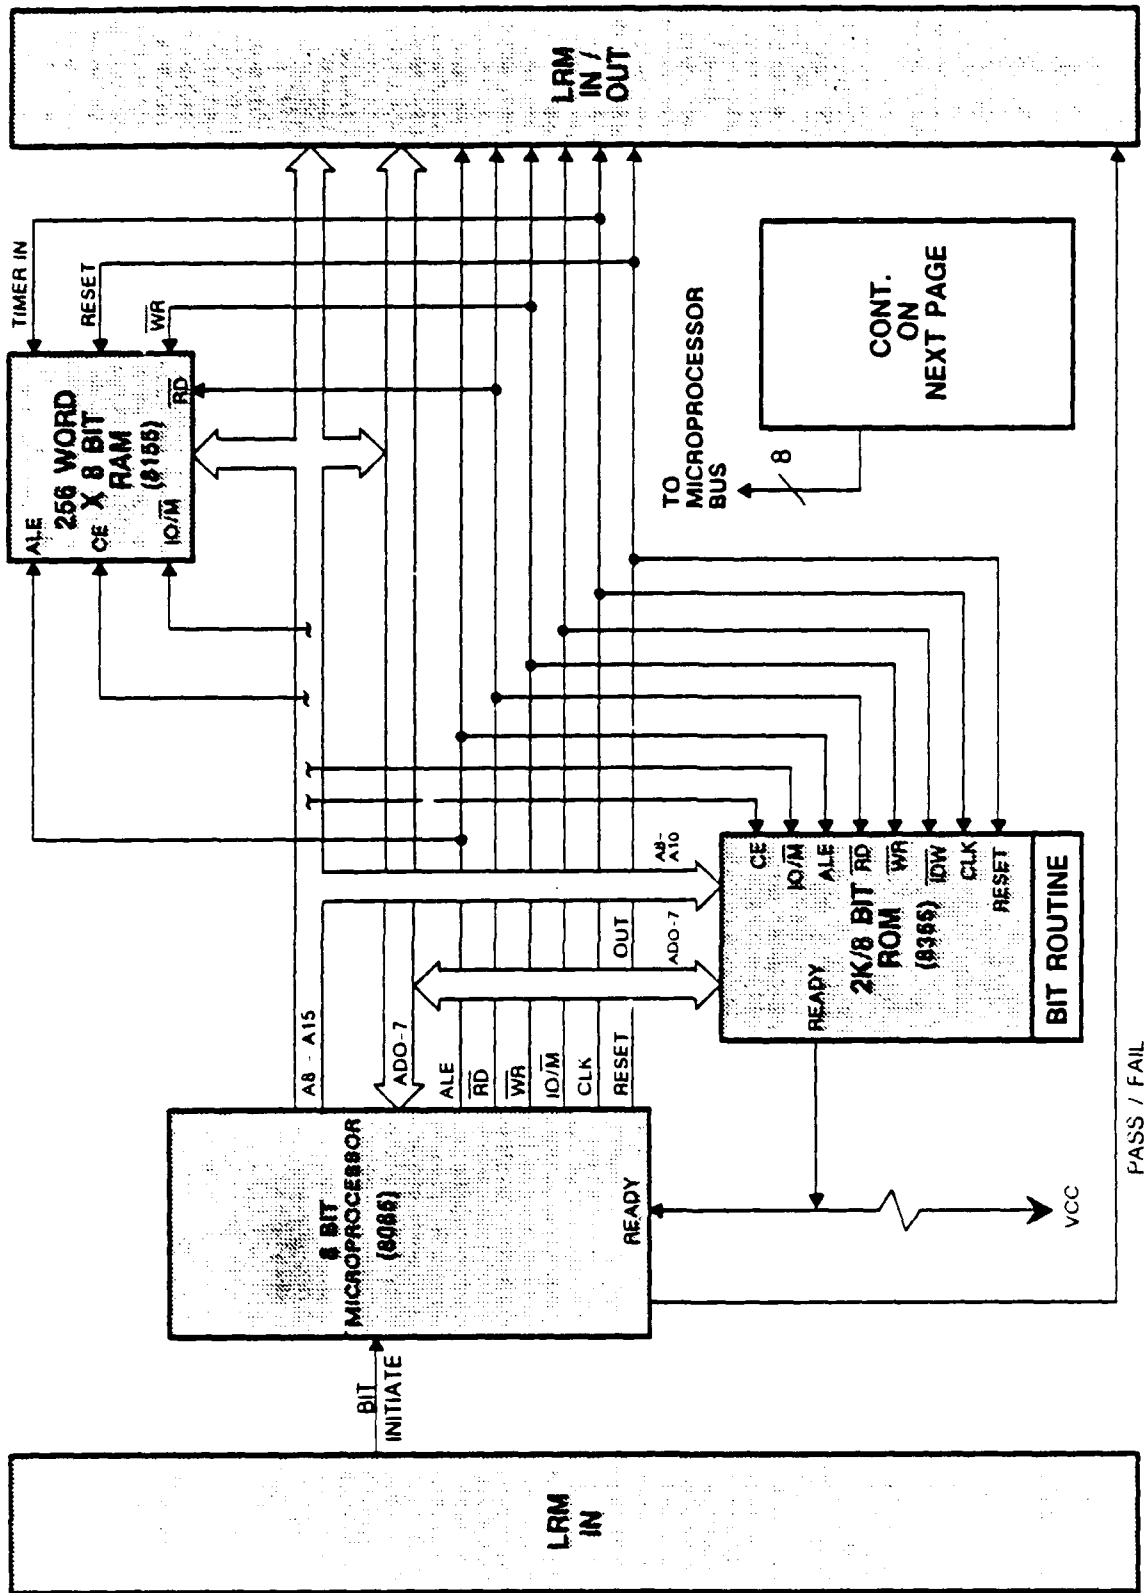 LRM
IN
BIT
INITIATE
8 BIT
MICROPROCESSOR
(8085)
READY
A8 - A15
ADO-7
ALE
RD
WR
IO/M
CLK
RESET
OUT
VCC
PASS / FAIL
ADO-7
A8-
A10
READY
2K/8 BIT
ROM
(8355)
BIT ROUTINE
CE
IO/M
ALE
RD
WR
IOW
CLK
RESET
ALE
CE
IO/M
256 WORD
X 8 BIT
RAM
(8155)
RD
TIMER IN
RESET
WR
TO
MICROPROCESSOR
BUS
8
CONT.
ON
NEXT PAGE
LRM
IN /
OUT